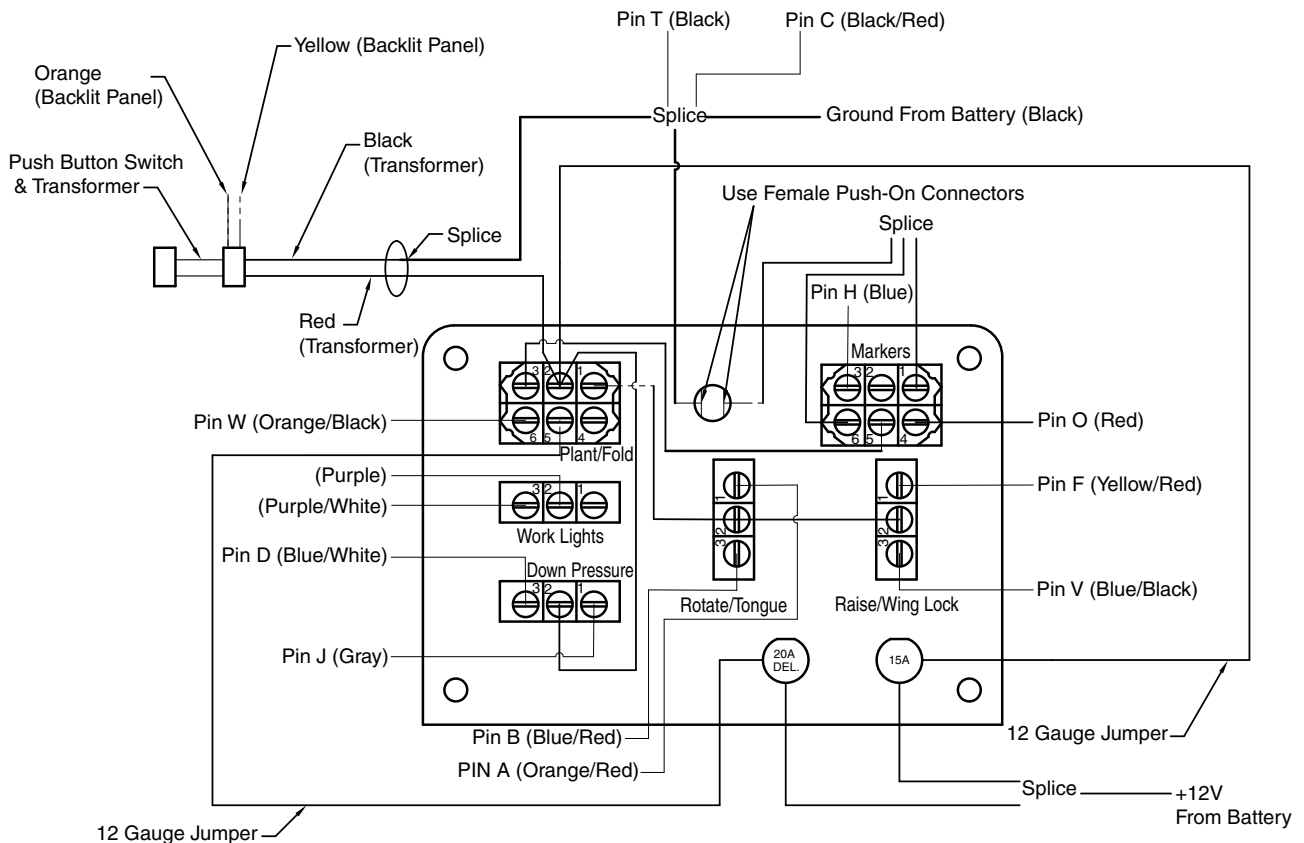 Pin T (Black)
Pin C (Black/Red)
Yellow (Backlit Panel)
Orange
(Backlit Panel)
Splice
Ground From Battery (Black)
Black
(Transformer)
Push Button Switch
& Transformer
Use Female Push-On Connectors
Splice
Splice
Pin H (Blue)
Red
(Transformer)
Markers
3 2 1
3 2 1
Pin W (Orange/Black)
6 5 4
6 5 4
Pin O (Red)
Plant/Fold
(Purple)
3 2 1
1
2
3
1
2
3
Pin F (Yellow/Red)
(Purple/White)
Work Lights
Pin D (Blue/White)
Down Pressure
3 2 1
Rotate/Tongue
Raise/Wing Lock
Pin V (Blue/Black)
Pin J (Gray)
20A
DEL.
15A
Pin B (Blue/Red)
12 Gauge Jumper
PIN A (Orange/Red)
Splice
+12V
From Battery
12 Gauge Jumper